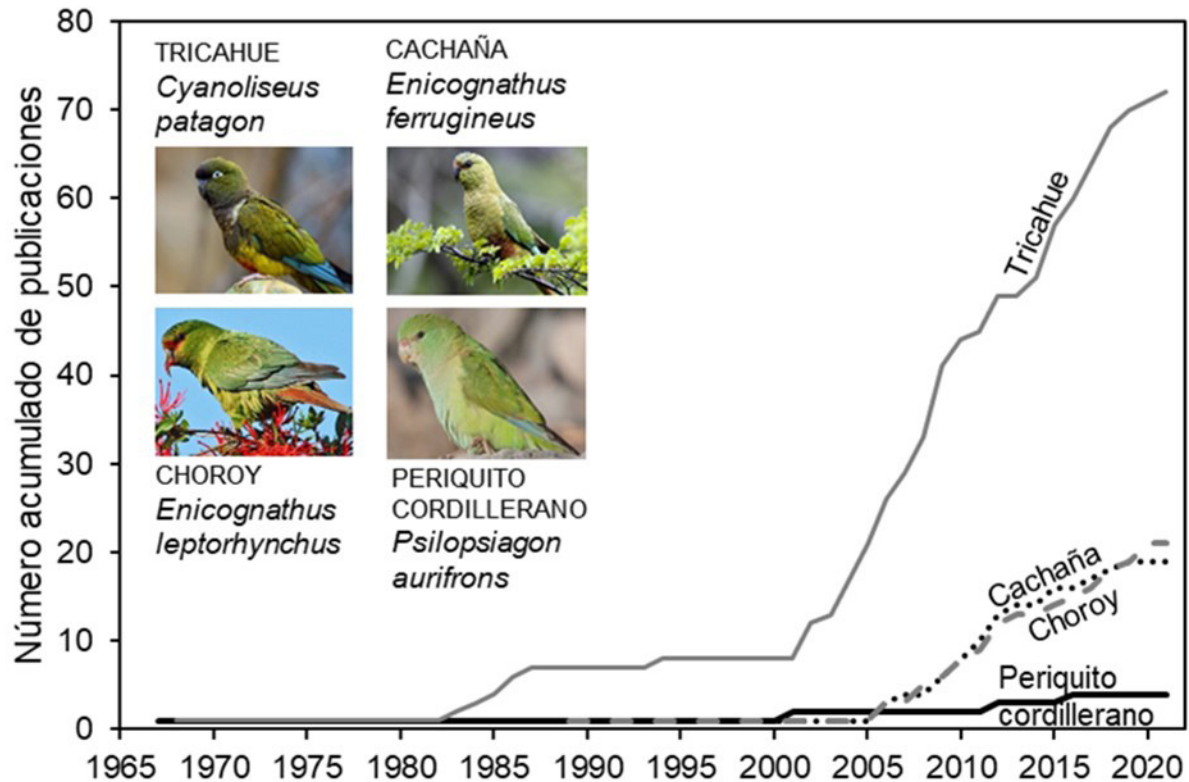 Número acumulado de publicaciones
80
70
60
50
40
30
20
10
0
TRICAHUE
Cyanoliseus
patagon
CACHAÑA
Enicognathus
ferrugineus
CHOROY
Enicognathus
leptorhynchus
PERIQUITO
CORDILLERANO
Psilopsiagon
aurifrons
Tricahue
Cachaña
Choroy
Periquito
cordillerano
1965 1970 1975 1980 1985 1990 1995 2000 2005 2010 2015 2020